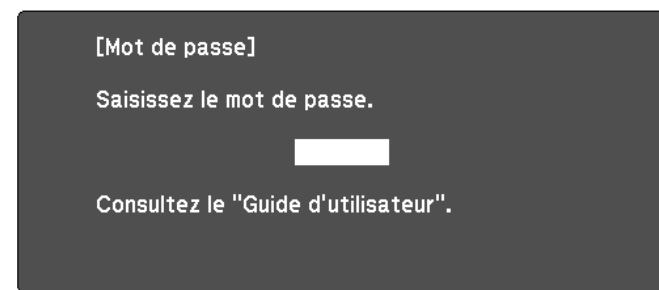 [Mot de passe]
Saisissez le mot de passe.
Consultez le "Guide d'utilisateur".